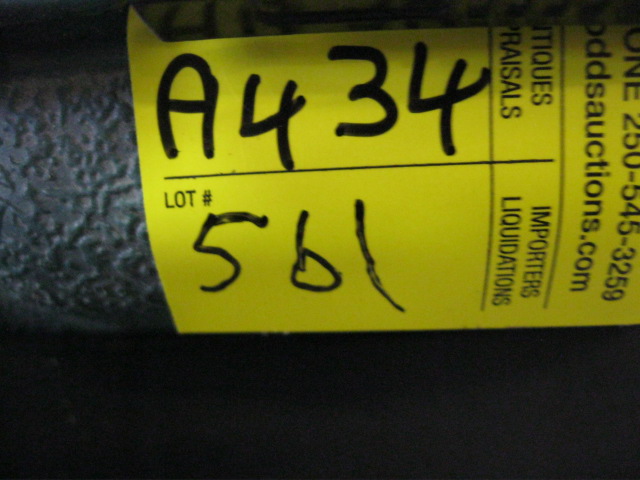 A434
LOT #
561
TIQUES
PRAISALS
IMPORTERS
LIQUIDATIONS
ONE 250-545-3259
oddsauctions.com